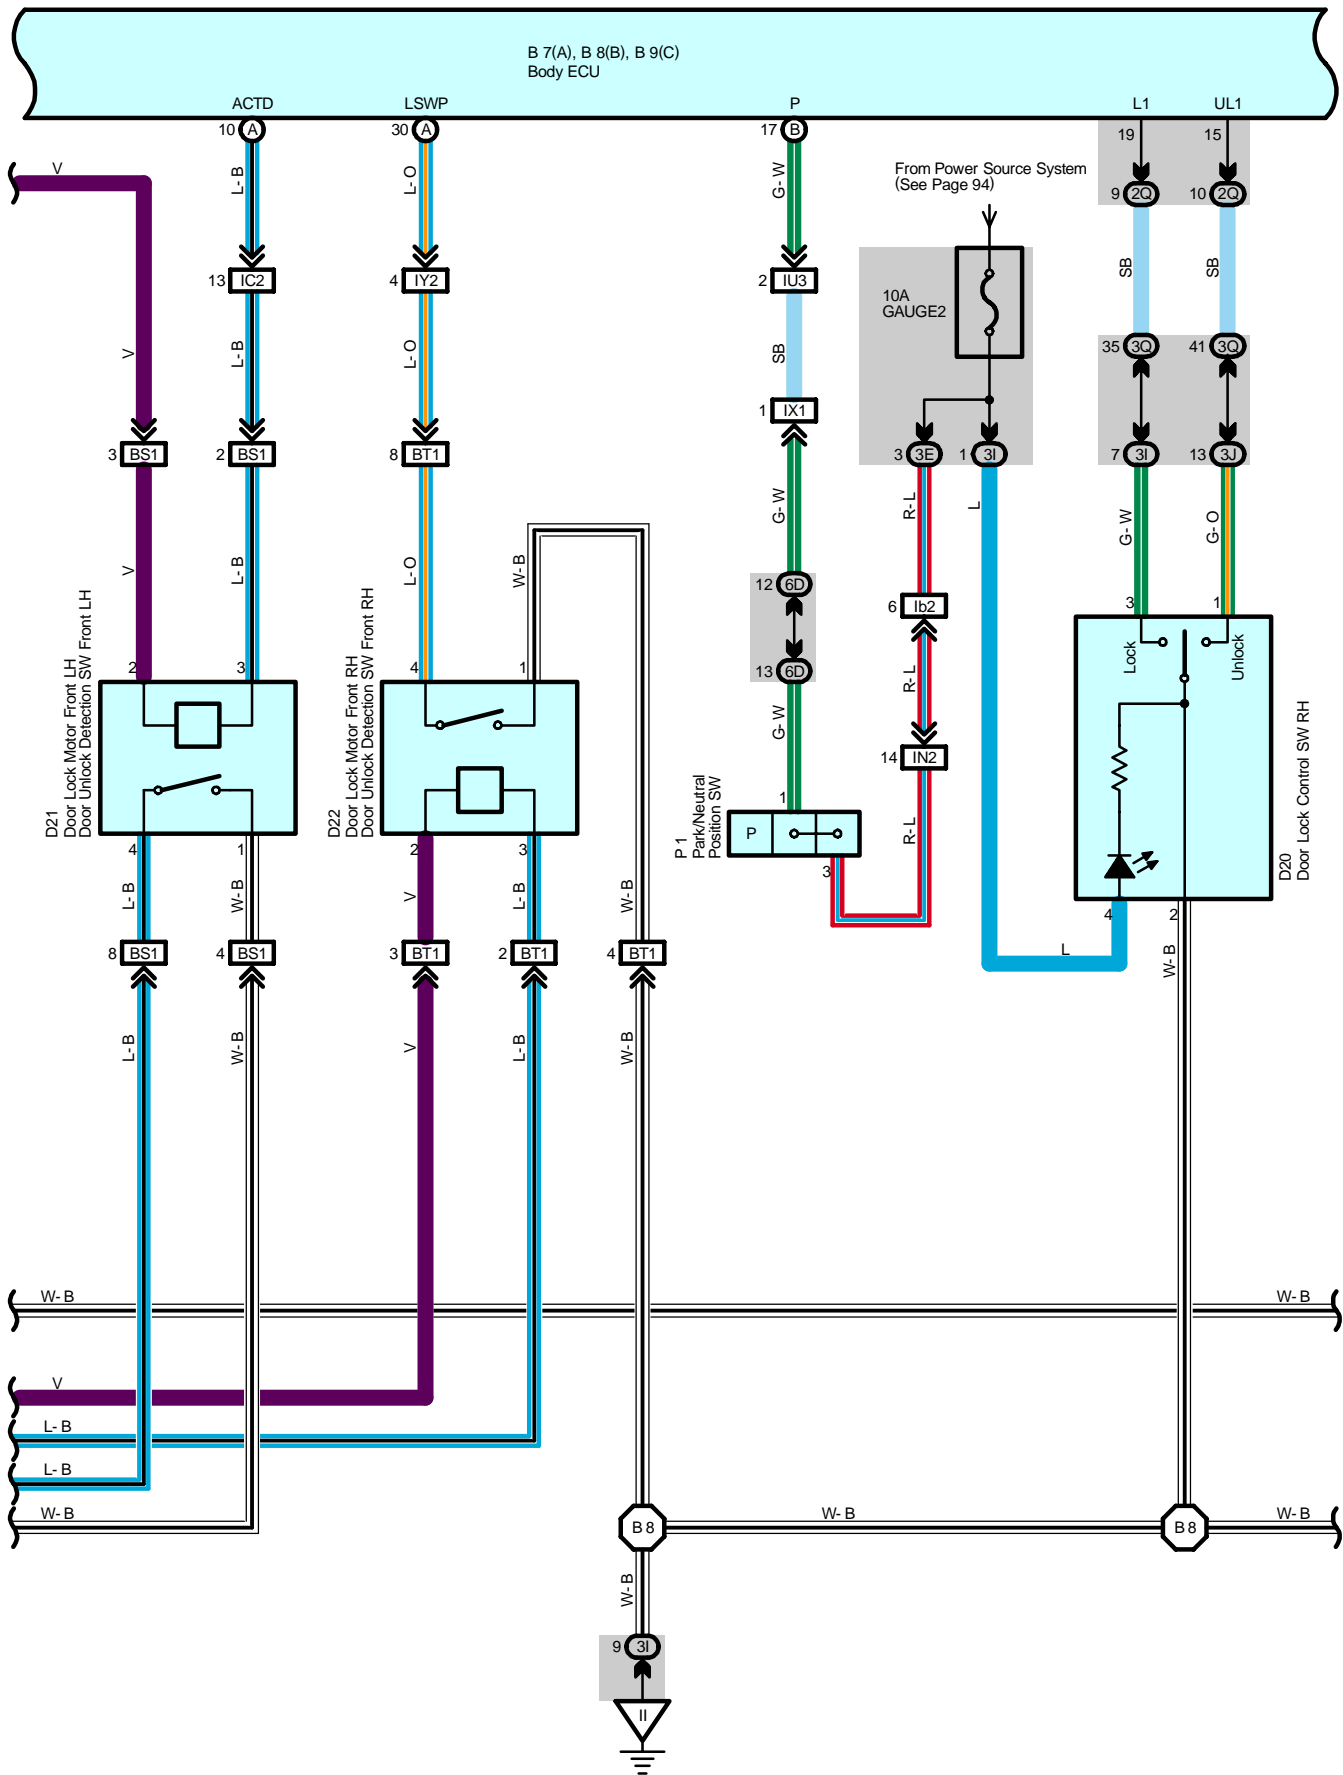 B 7(A), B 8(B), B 9(C)
Body ECU
ACTD
LSWP
P
L1
UL1
10 A
30 A
17 B
19
15
V
L- B
L- O
G- W
From Power Source System
(See Page 94)
9 2Q
10 2Q
13 IC2
4 IY2
2 IU3
10A
GAUGE2
SB
SB
V
L- B
L- O
SB
35 3Q
41 3Q
1 IX1
3 BS1
2 BS1
8 BT1
3 3E
1 3I
7 3I
13 3J
V
L- B
L- O
W- B
G- W
R- L
L
G- W
G- O
12 6D
6 Ib2
3
1
2
3
4
1
13 6D
R- L
Lock
Unlock
D21
Door Lock Motor Front LH
Door Unlock Detection SW Front LH
D22
Door Lock Motor Front RH
Door Unlock Detection SW Front RH
G- W
14 IN2
1
P 1
Park/Neutral
Position SW
P
3
R- L
D20
Door Lock Control SW RH
4
1
2
3
4
2
L- B
W- B
V
L- B
W- B
8 BS1
4 BS1
3 BT1
2 BT1
4 BT1
L
W- B
L- B
W- B
V
L- B
W- B
W- B
W- B
V
L- B
L- B
W- B
W- B
W- B
B 8
B 8
W- B
9 3I
II